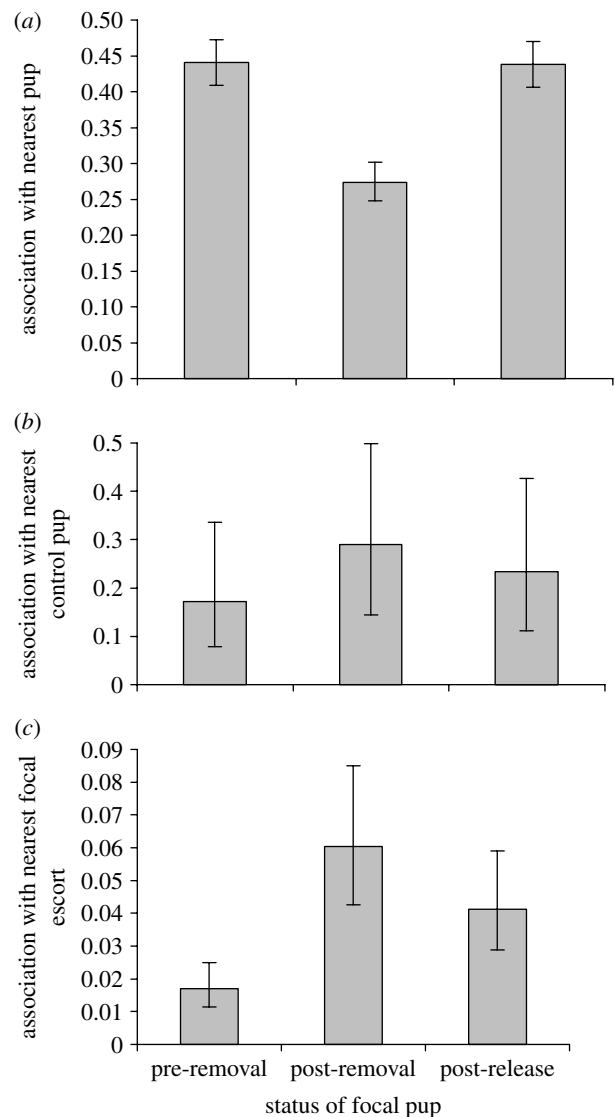 (a)
association with nearest pup
0.50
0.45
0.40
0.35
0.30
0.25
0.20
0.15
0.10
0.05
0
(b)
association with nearest
control pup
0.5
0.4
0.3
0.2
0.1
0
(c)
association with nearest focal
escort
0.09
0.08
0.07
0.06
0.05
0.04
0.03
0.02
0.01
0
pre-removal post-removal post-release
status of focal pup